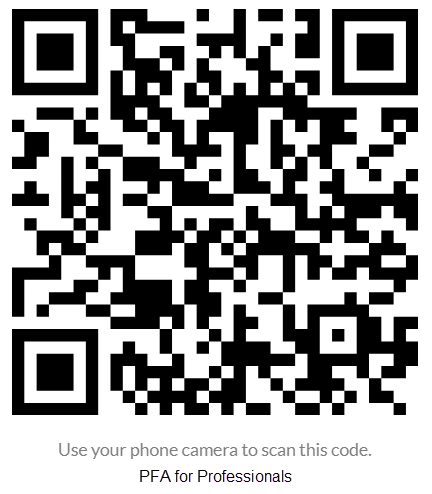 Use your phone camera to scan this code.
PFA for Professionals